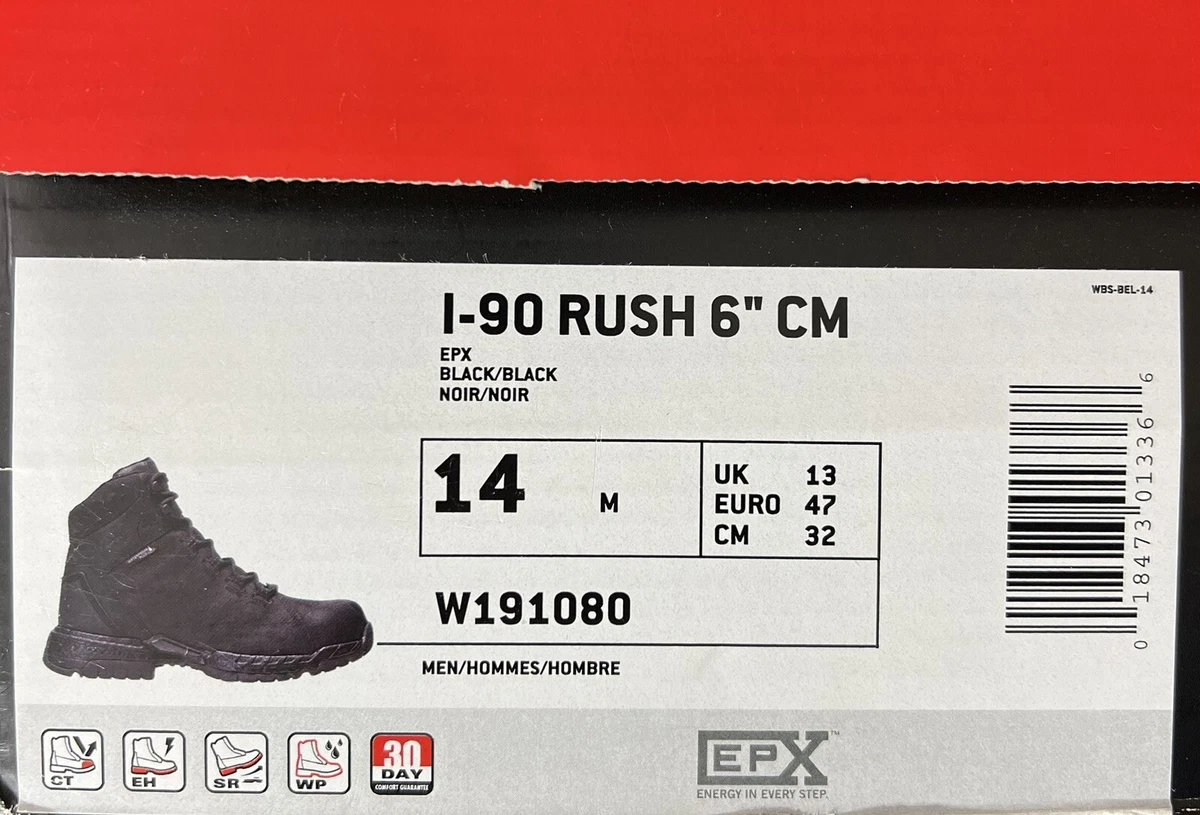 WBS-BEL-14
I-90 RUSH 6" CM
EPX
BLACK/BLACK
NOIR/NOIR
14 M
UK 13
EURO 47
CM 32
W191080
MEN/HOMMES/HOMBRE
0 18473 01336 6
CT
EH
SR
WP
30
DAY
COMFORT GUARANTEE
EPX™
ENERGY IN EVERY STEP.